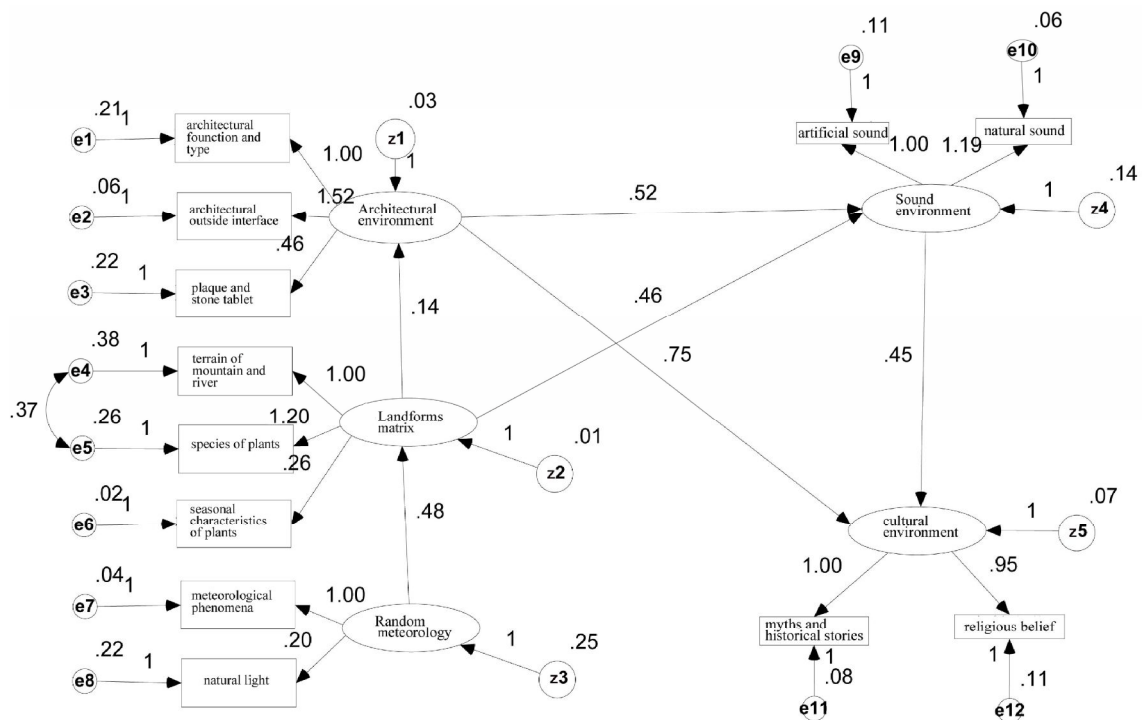 .11
.06
e9
e10
1
1
.21
1
e1
architectural
founction and
type
.03
z1
1
artificial sound
natural sound
1.00
1.00
1.19
.14
.06
1
e2
architectural
outside interface
1.52
Architectural
environment
.52
Sound
environment
1
z4
.46
.22
1
e3
plaque and
stone tablet
.14
.46
.75
.45
.38
1
e4
terrain of
mountain and
river
1.00
.37
.26
1
e5
species of plants
1.20
Landforms
matrix
1
.01
z2
.26
.02
1
e6
seasonal
characteristics
of plants
.48
cultural
environment
1
.07
z5
.04
1
e7
meteorological
phenomena
1.00
1.00
.95
Random
meteorology
1
.25
z3
.20
.22
1
e8
natural light
myths and
historical stories
religious belief
1
.08
1
.11
e11
e12